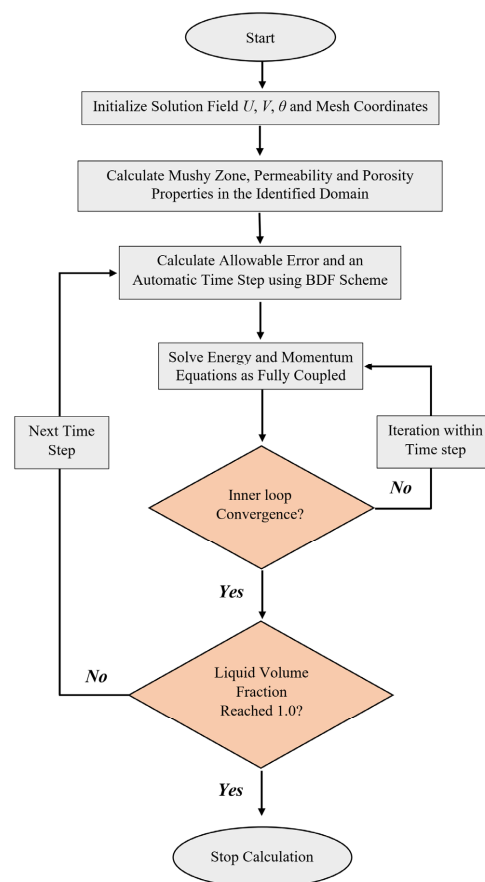 Start
Initialize Solution Field U, V, θ and Mesh Coordinates
Calculate Mushy Zone, Permeability and Porosity
Properties in the Identified Domain
Calculate Allowable Error and an
Automatic Time Step using BDF Scheme
Solve Energy and Momentum
Equations as Fully Coupled
Next Time
Step
Iteration within
Time step
Inner loop
Convergence?
No
Yes
Liquid Volume
Fraction
Reached 1.0?
No
Yes
Stop Calculation